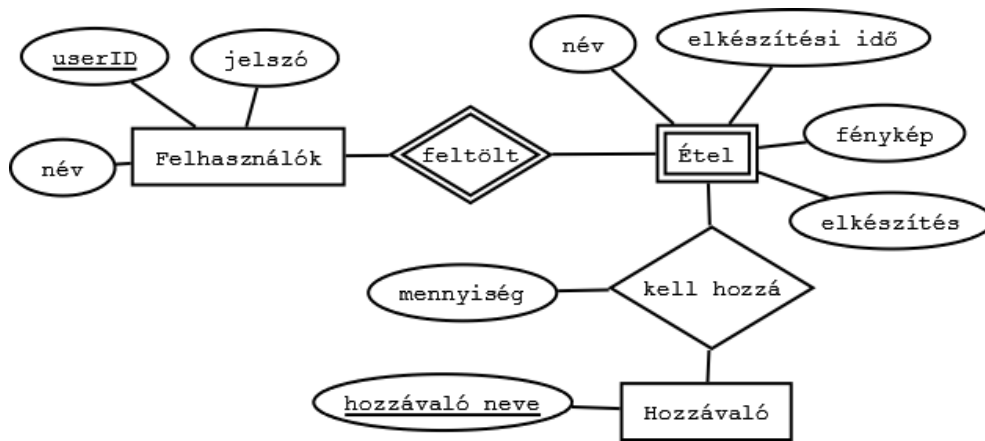 userID
jelszó
név
elkészítési idő
név
Felhasználók
feltölt
Étel
fénykép
elkészítés
mennyiség
kell hozzá
hozzávaló neve
Hozzávaló